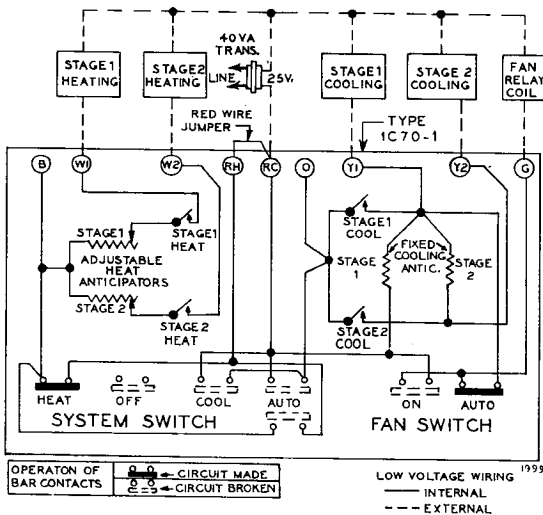 40 VA
TRANS.
STAGE 1
HEATING
STAGE 2
HEATING
LINE
25V.
STAGE 1
COOLING
STAGE 2
COOLING
FAN
RELAY
COIL
RED WIRE
JUMPER
TYPE
1C70-1
B
W1
W2
RH
RC
O
Y1
Y2
G
STAGE 1
ADJUSTABLE
HEAT
ANTICIPATORS
STAGE 2
STAGE 1
HEAT
STAGE 2
HEAT
STAGE 1
COOL
FIXED
COOLING
ANTIC.
STAGE
1
STAGE
2
STAGE 2
COOL
HEAT
OFF
COOL
AUTO
ON
AUTO
SYSTEM SWITCH
FAN SWITCH
OPERATON OF
BAR CONTACTS
CIRCUIT MADE
CIRCUIT BROKEN
LOW VOLTAGE WIRING
INTERNAL
EXTERNAL
1999